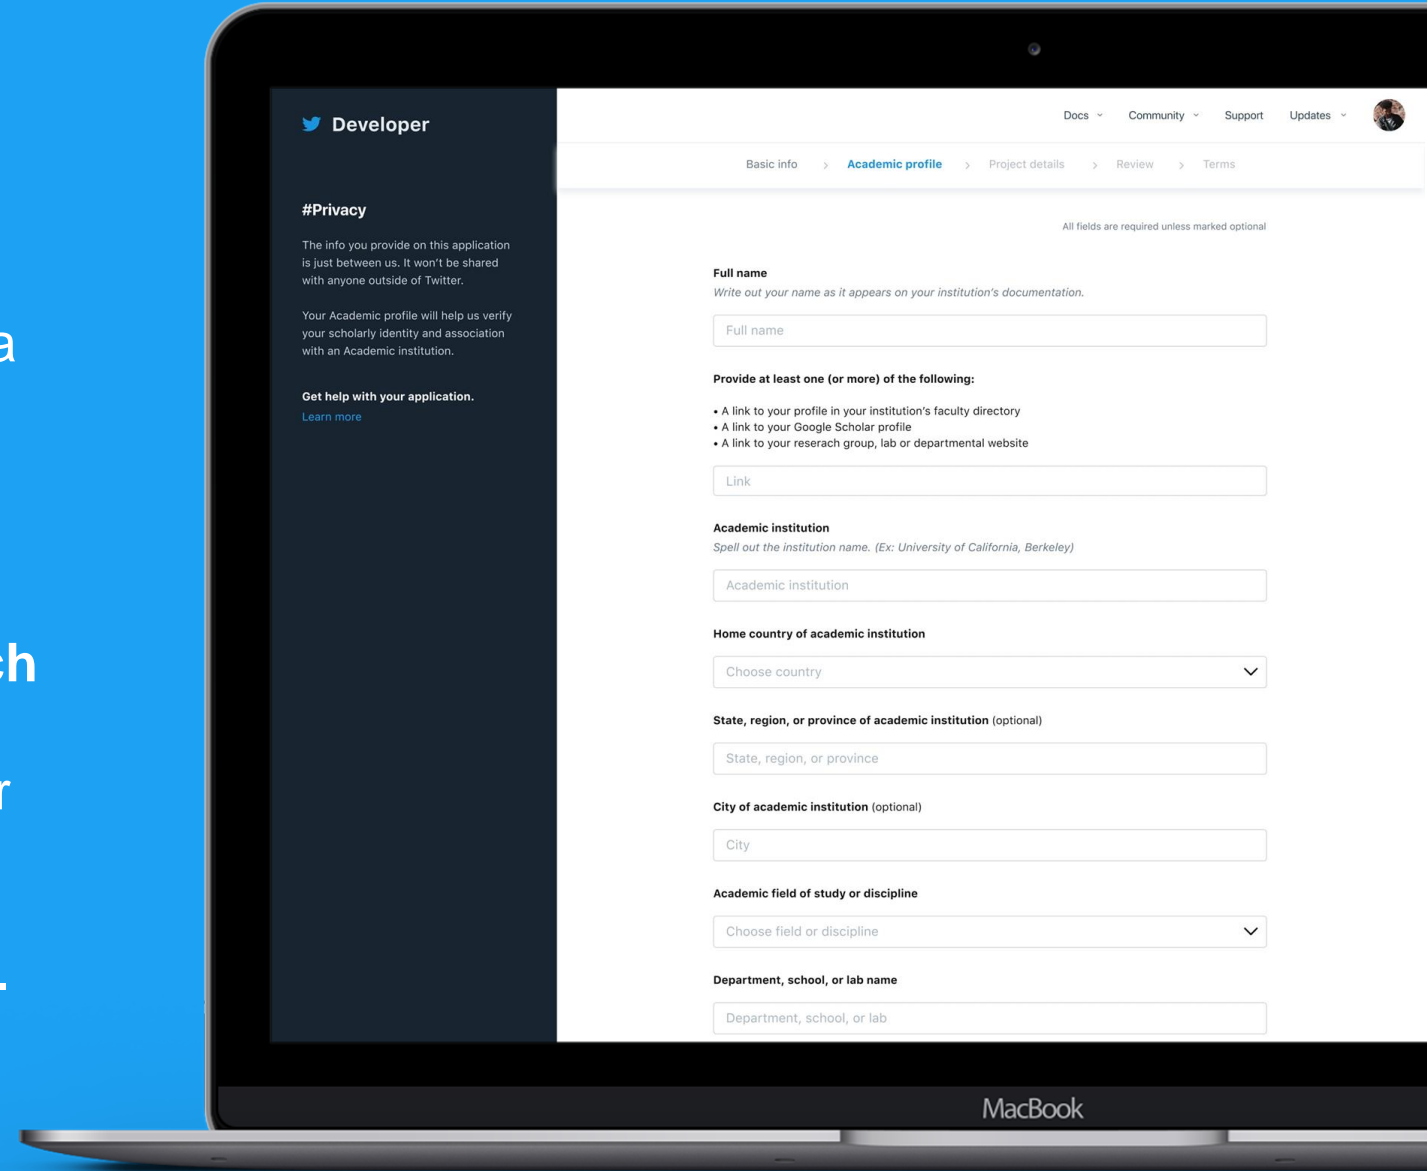 a
ch
r
Developer
Docs
Community
Support
Updates
Basic info > Academic profile > Project details > Review > Terms
#Privacy
The info you provide on this application
is just between us. It won't be shared
with anyone outside of Twitter.
Your Academic profile will help us verify
your scholarly identity and association
with an Academic institution.
Get help with your application.
Learn more
All fields are required unless marked optional
Full name
Write out your name as it appears on your institution's documentation.
Full name
Provide at least one (or more) of the following:
• A link to your profile in your institution's faculty directory
• A link to your Google Scholar profile
• A link to your reserach group, lab or departmental website
Link
Academic institution
Spell out the institution name. (Ex: University of California, Berkeley)
Academic institution
Home country of academic institution
Choose country
State, region, or province of academic institution (optional)
State, region, or province
City of academic institution (optional)
City
Academic field of study or discipline
Choose field or discipline
Department, school, or lab name
Department, school, or lab
MacBook